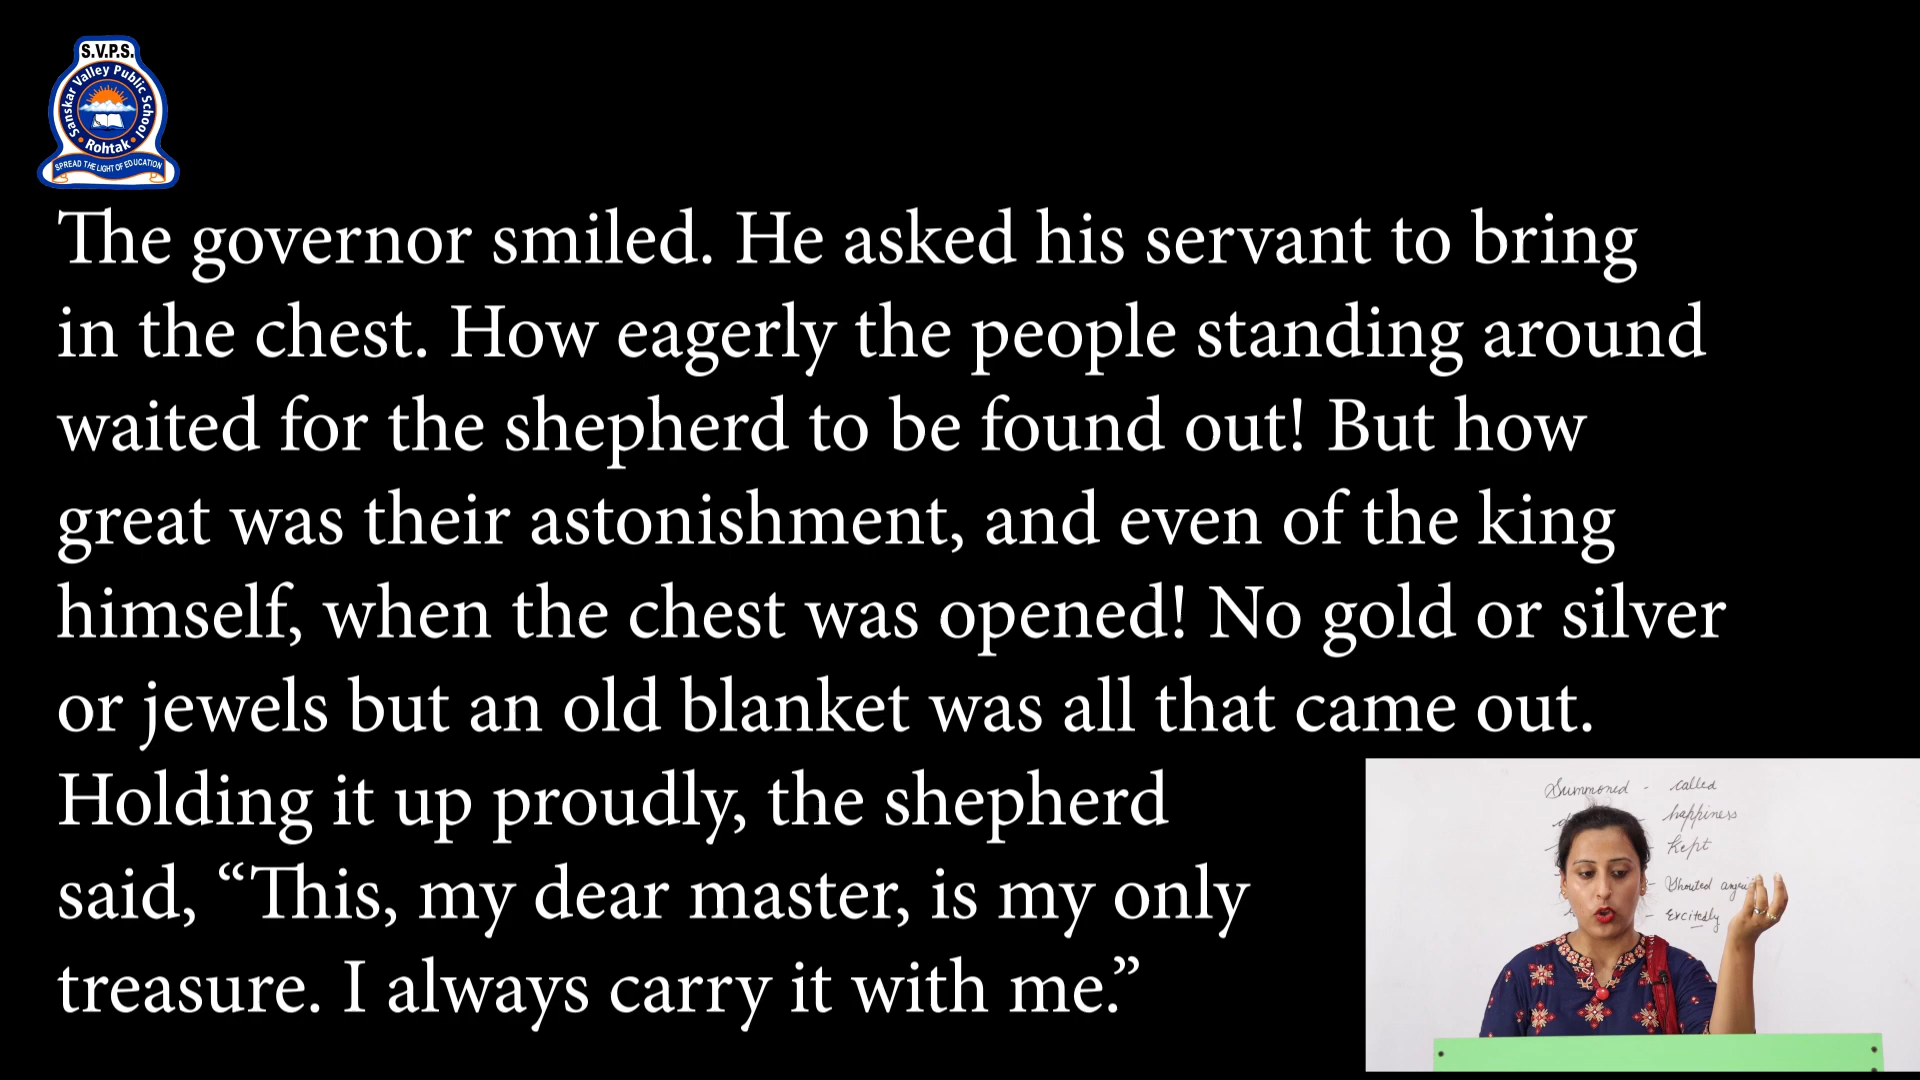 S.V.P.S.
Sanskar Valley Public School
Rohtak
SPREAD THE LIGHT OF EDUCATION
The governor smiled. He asked his servant to bring
in the chest. How eagerly the people standing around
waited for the shepherd to be found out! But how
great was their astonishment, and even of the king
himself, when the chest was opened! No gold or silver
or jewels but an old blanket was all that came out.
Holding it up proudly, the shepherd
said, “This, my dear master, is my only
treasure. I always carry it with me.”
Summoned - called
happiness
kept
- Shouted
- Excitedly